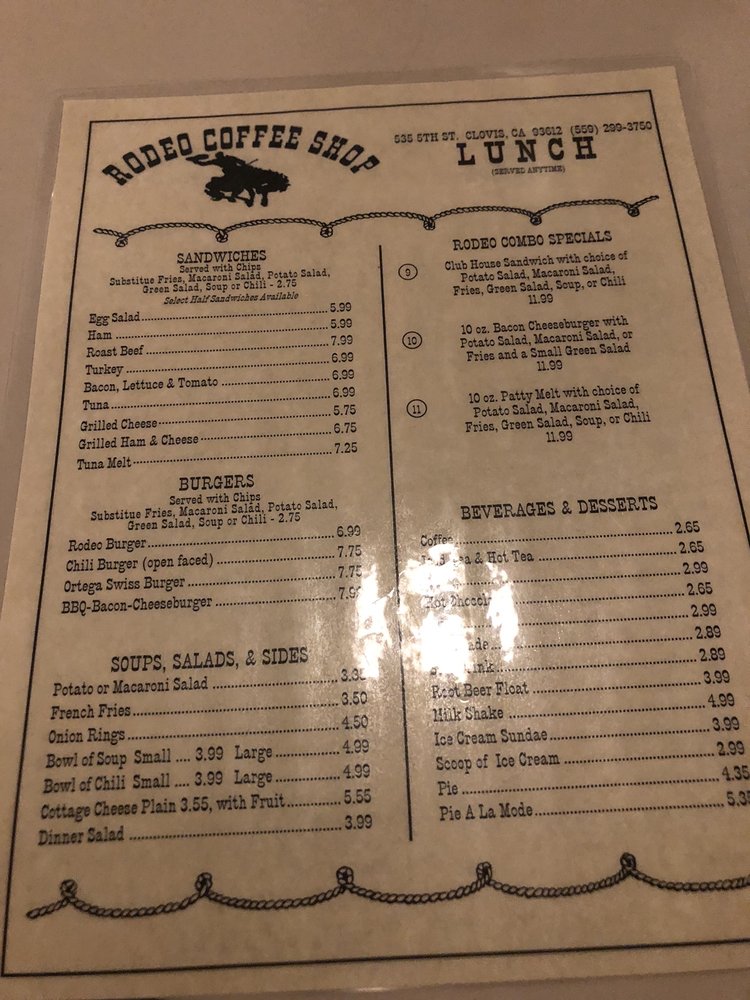 RODEO COFFEE SHOP
535 5TH ST. CLOVIS, CA 93612 (559) 299-3750
LUNCH
(SERVED ANYTIME)
SANDWICHES
Served with Chips
Substitue Fries, Macaroni Salad, Potato Salad,
Green Salad, Soup or Chili - 2.75
Select Half Sandwiches Available
Egg Salad 5.99
Ham 5.99
Roast Beef 7.99
Turkey 6.99
Bacon, Lettuce & Tomato 6.99
Tuna 6.99
Grilled Cheese 5.75
Grilled Ham & Cheese 6.75
Tuna Melt 7.25
BURGERS
Served with Chips
Substitue Fries, Macaroni Salad, Potato Salad,
Green Salad, Soup or Chili - 2.75
Rodeo Burger 6.99
Chili Burger (open faced) 7.75
Ortega Swiss Burger 7.75
BBQ-Bacon-Cheeseburger
SOUPS, SALADS, & SIDES
Potato or Macaroni Salad
French Fries 3.50
Onion Rings 4.50
Bowl of Soup Small .... 3.99 Large 4.99
Bowl of Chili Small .... 3.99 Large 4.99
Cottage Cheese Plain 3.55, with Fruit 5.55
Dinner Salad 3.99
RODEO COMBO SPECIALS
9 Club House Sandwich with choice of
Potato Salad, Macaroni Salad,
Fries, Green Salad, Soup, or Chili
11.99
10 10 oz. Bacon Cheeseburger with
Potato Salad, Macaroni Salad, or
Fries and a Small Green Salad
11.99
11 10 oz. Patty Melt with choice of
Potato Salad, Macaroni Salad,
Fries, Green Salad, Soup, or Chili
11.99
BEVERAGES & DESSERTS
Coffee 2.65
& Hot Tea 2.65
2.99
Hot Chocolate 2.65
2.99
2.89
2.89
Root Beer Float 3.99
Milk Shake 4.99
Ice Cream Sundae 3.99
Scoop of Ice Cream 2.99
Pie 4.35
Pie A La Mode 5.35